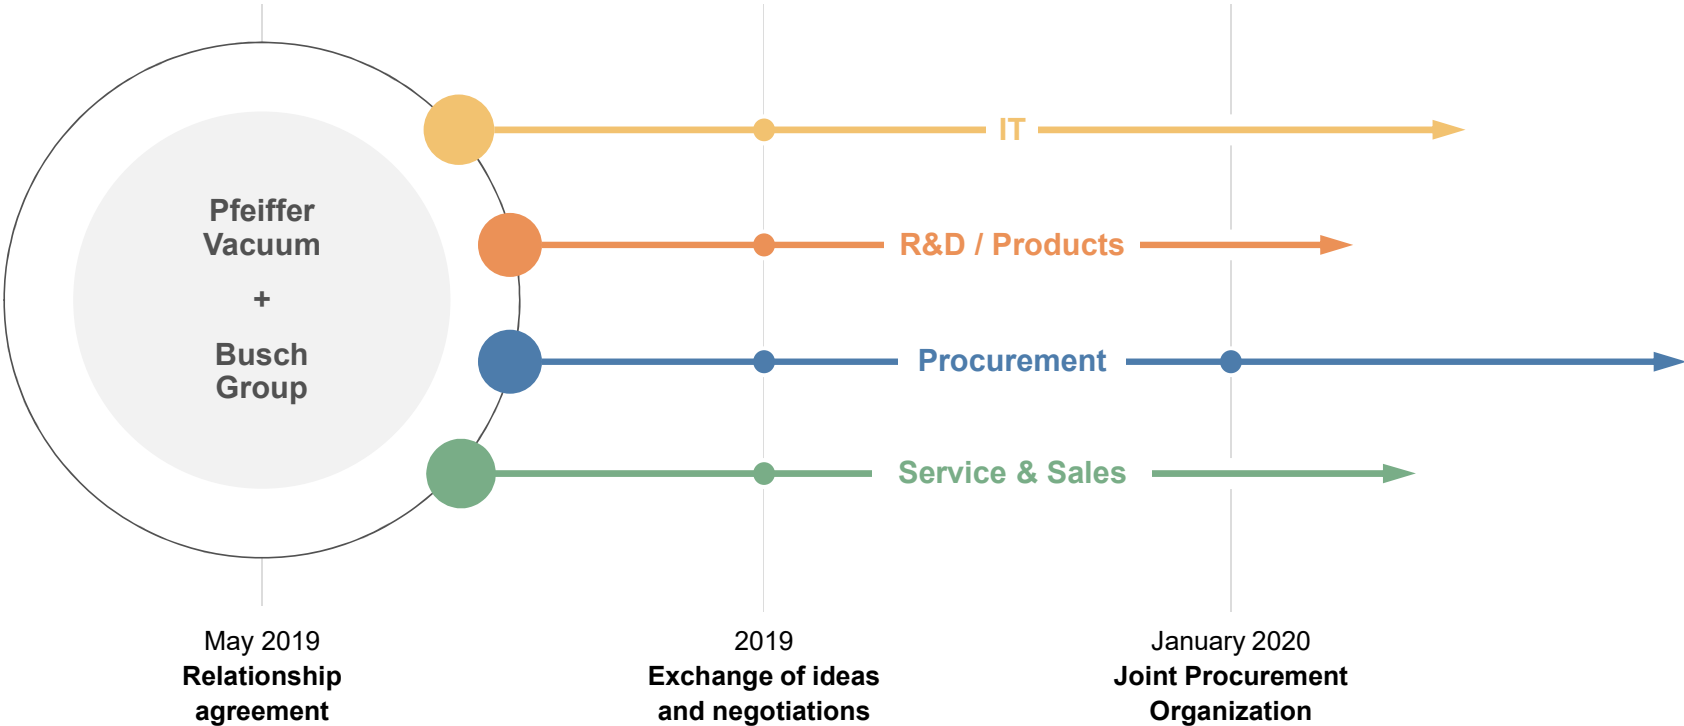 Pfeiffer
Vacuum
+
Busch
Group
IT
R&D / Products
Procurement
Service & Sales
May 2019
Relationship
agreement
2019
Exchange of ideas
and negotiations
January 2020
Joint Procurement
Organization